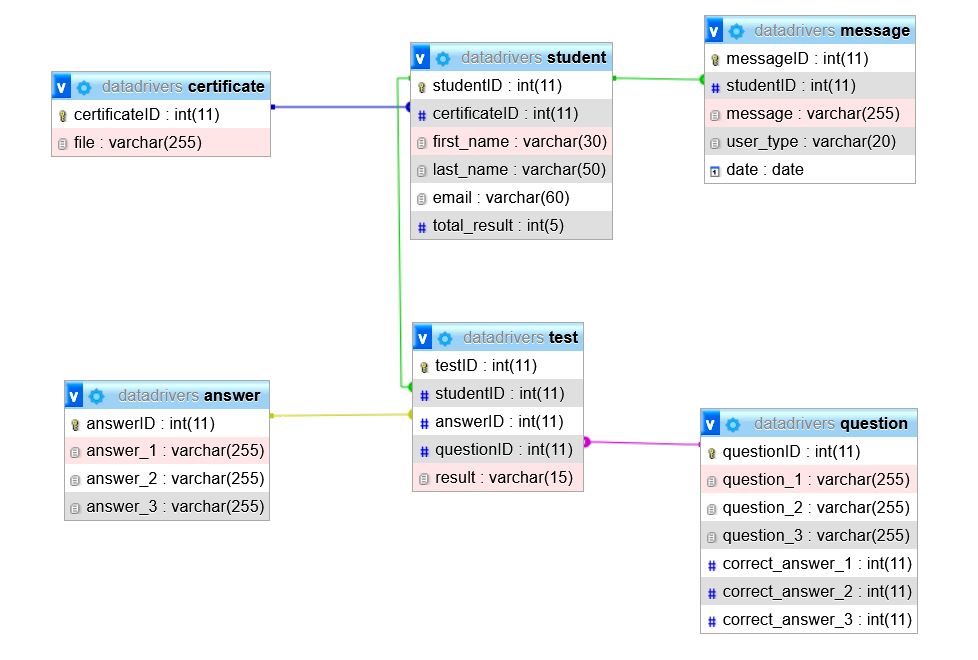 v datadrivers certificate
certificateID : int(11)
file : varchar(255)
v datadrivers student
studentID : int(11)
certificateID : int(11)
first_name : varchar(30)
last_name : varchar(50)
email : varchar(60)
total_result : int(5)
v datadrivers message
messageID : int(11)
studentID : int(11)
message : varchar(255)
user_type : varchar(20)
date : date
v datadrivers answer
answerID : int(11)
answer_1 : varchar(255)
answer_2 : varchar(255)
answer_3 : varchar(255)
v datadrivers test
testID : int(11)
studentID : int(11)
answerID : int(11)
questionID : int(11)
result : varchar(15)
v datadrivers question
questionID : int(11)
question_1 : varchar(255)
question_2 : varchar(255)
question_3 : varchar(255)
correct_answer_1 : int(11)
correct_answer_2 : int(11)
correct_answer_3 : int(11)